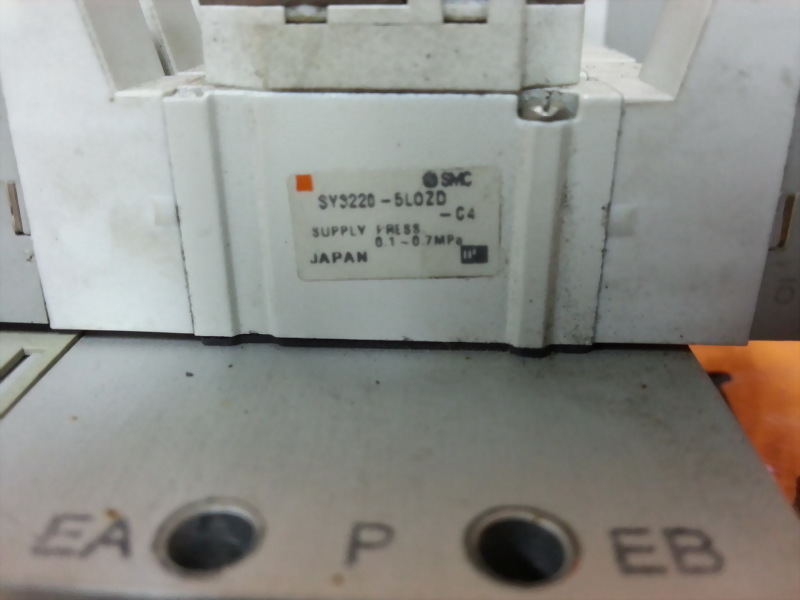 SMC
SY3220-5LOZD
-C4
SUPPLY PRESS.
0.1~0.7MPa
JAPAN
EA P EB